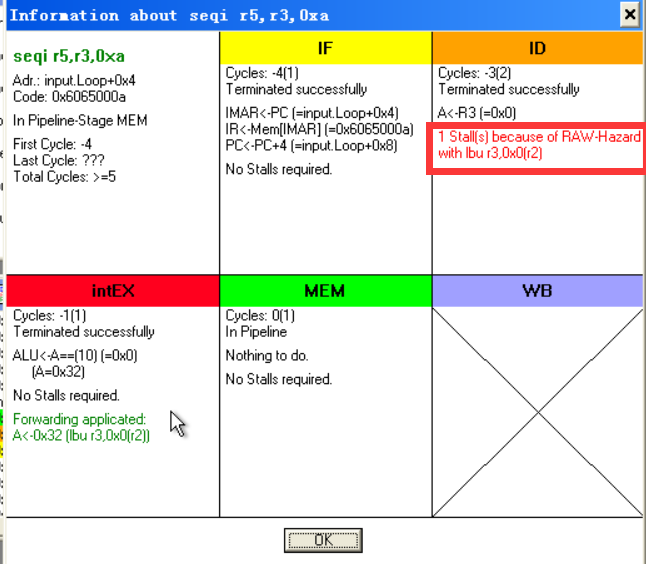 Information about seqi r5,r3,0xa
seqi r5,r3,0xa
Adr.: input.Loop+0x4
Code: 0x6065000a
In Pipeline-Stage MEM
First Cycle: -4
Last Cycle: ???
Total Cycles: >=5
IF
Cycles: -4(1)
Terminated successfully
IMAR<-PC (=input.Loop+0x4)
IR<-Mem[IMAR] (=0x6065000a)
PC<-PC+4 (=input.Loop+0x8)
No Stalls required.
ID
Cycles: -3(2)
Terminated successfully
A<-R3 (=0x0)
1 Stall(s) because of RAW-Hazard
with lbu r3,0x0(r2)
intEX
Cycles: -1(1)
Terminated successfully
ALU<-A==(10) (=0x0)
(A=0x32)
No Stalls required.
Forwarding applicated:
A<-0x32 (lbu r3,0x0(r2))
MEM
Cycles: 0(1)
In Pipeline
Nothing to do.
No Stalls required.
WB
OK